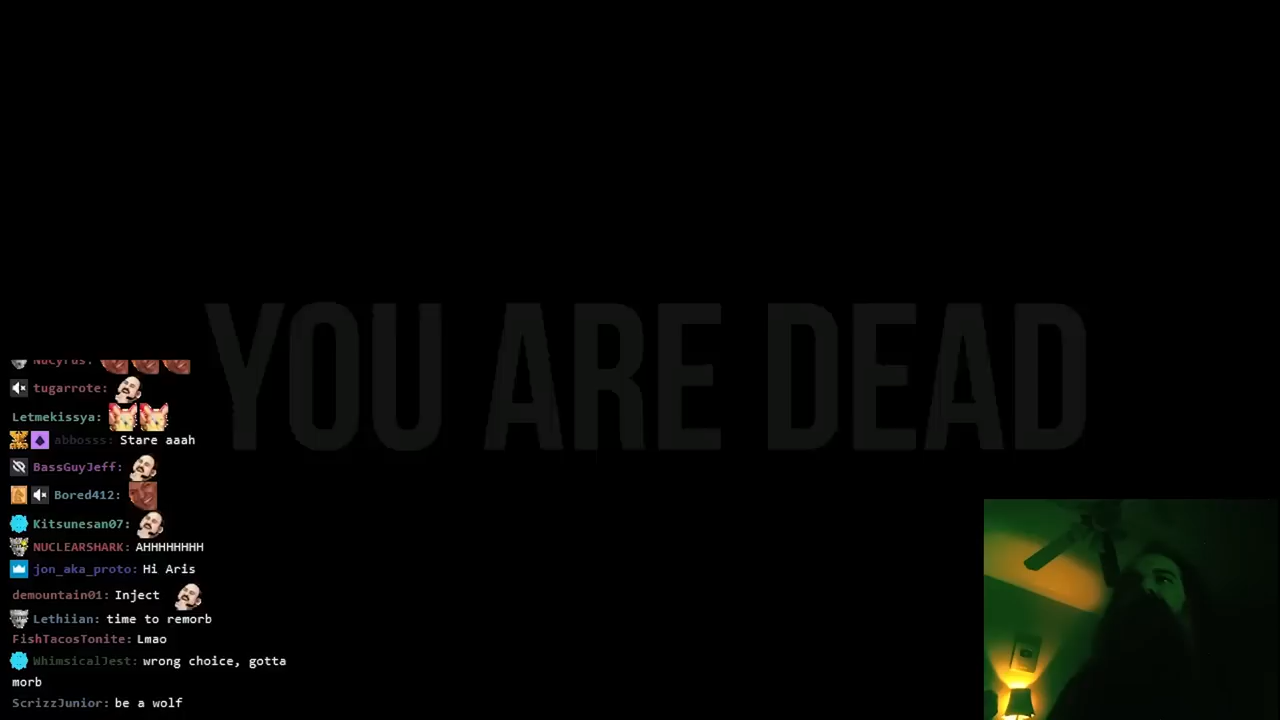 YOU ARE DEAD
NuCyrus:
tugarrote:
Letmekissya:
abbosss: Stare aaah
BassGuyJeff:
Bored412:
Kitsunesan07:
NUCLEARSHARK: AHHHHHHHH
jon_aka_proto: Hi Aris
demountain01: Inject
Lethiian: time to remorb
FishTacosTonite: Lmao
WhimsicalJest: wrong choice, gotta
morb
ScrizzJunior: be a wolf